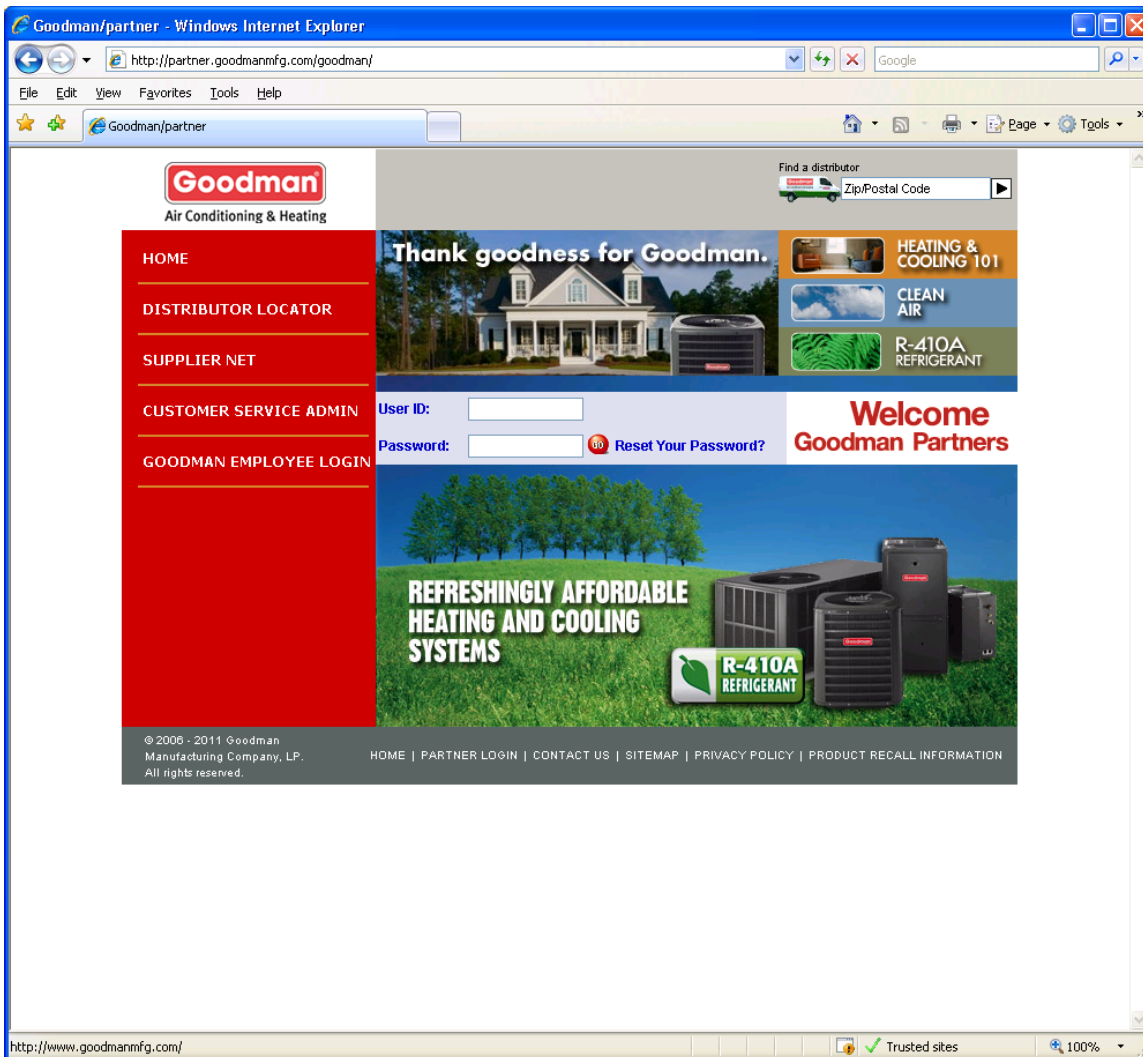 Goodman/partner - Windows Internet Explorer
http://partner.goodmanmfg.com/goodman/
Google
File Edit View Favorites Tools Help
Goodman/partner
Page Tools »
Goodman
Air Conditioning & Heating
Find a distributor
Zip/Postal Code
HOME
DISTRIBUTOR LOCATOR
SUPPLIER NET
CUSTOMER SERVICE ADMIN
GOODMAN EMPLOYEE LOGIN
Thank goodness for Goodman.
HEATING &
COOLING 101
CLEAN
AIR
R-410A
REFRIGERANT
User ID:
Password:
GO
Reset Your Password?
Welcome
Goodman Partners
REFRESHINGLY AFFORDABLE
HEATING AND COOLING
SYSTEMS
R-410A
REFRIGERANT
© 2006 - 2011 Goodman
Manufacturing Company, LP.
All rights reserved.
HOME | PARTNER LOGIN | CONTACT US | SITEMAP | PRIVACY POLICY | PRODUCT RECALL INFORMATION
http://www.goodmanmfg.com/
Trusted sites
100%